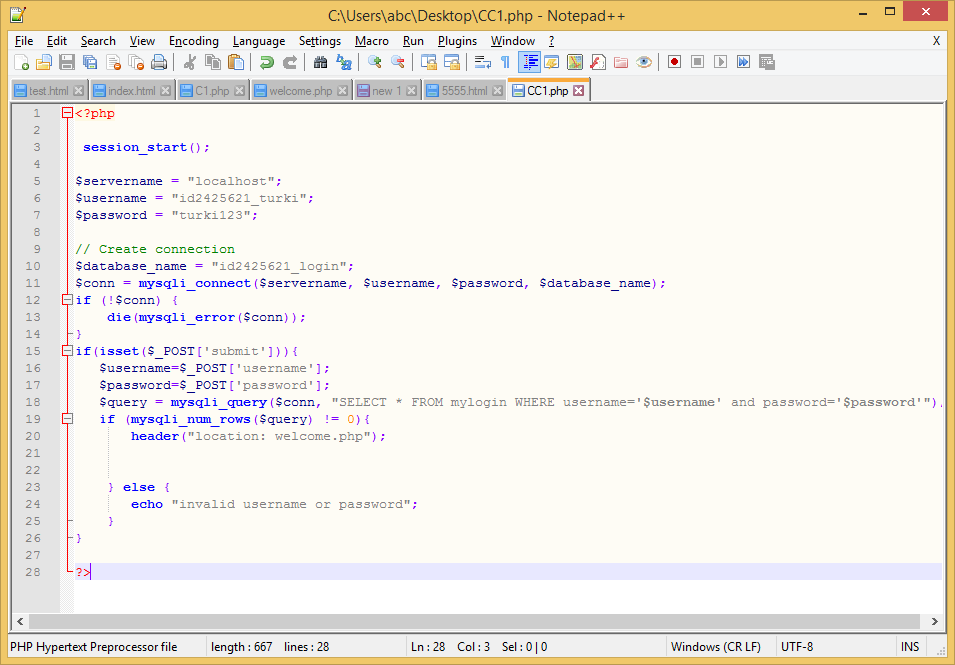 C:\Users\abc\Desktop\CC1.php - Notepad++
File Edit Search View Encoding Language Settings Macro Run Plugins Window ? X
test.html index.html C1.php welcome.php new 1 5555.html CC1.php
1 <?php
2
3 session_start();
4
5 $servername = "localhost";
6 $username = "id2425621_turki";
7 $password = "turki123";
8
9 // Create connection
10 $database_name = "id2425621_login";
11 $conn = mysqli_connect($servername, $username, $password, $database_name);
12 if (!$conn) {
13 die(mysqli_error($conn));
14 }
15 if(isset($_POST['submit'])){
16 $username=$_POST['username'];
17 $password=$_POST['password'];
18 $query = mysqli_query($conn, "SELECT * FROM mylogin WHERE username='$username' and password='$password'")
19 if (mysqli_num_rows($query) != 0){
20 header("location: welcome.php");
21
22
23 } else {
24 echo "invalid username or password";
25 }
26 }
27
28 ?>
PHP Hypertext Preprocessor file length : 667 lines : 28 Ln : 28 Col : 3 Sel : 0 | 0 Windows (CR LF) UTF-8 INS